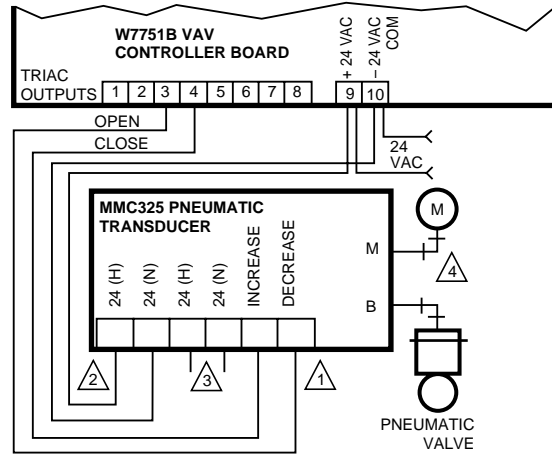 W7751B VAV
CONTROLLER BOARD
+ 24 VAC
– 24 VAC
COM
TRIAC
OUTPUTS
1 2 3 4 5 6 7 8 9 10
OPEN
CLOSE
24
VAC
MMC325 PNEUMATIC
TRANSDUCER
24 (H)
24 (N)
24 (H)
24 (N)
INCREASE
DECREASE
M
M
4
B
2
3
1
PNEUMATIC
VALVE